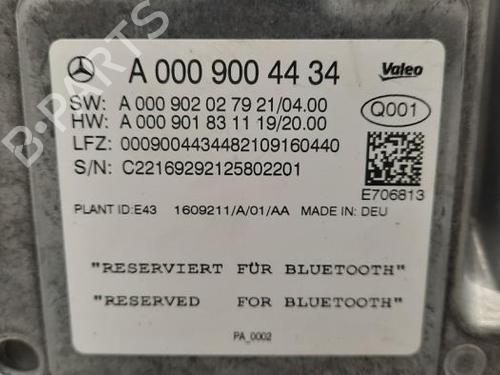 A 000 900 44 34
Valeo
SW: A 000 902 02 79 21/04.00
HW: A 000 901 83 11 19/20.00
Q001
LFZ: 0009004434482109160440
S/N: C22169292125802201
E706813
PLANT ID:E43 1609211/A/01/AA MADE IN: DEU
"RESERVIERT FÜR BLUETOOTH"
"RESERVED FOR BLUETOOTH"
PA_0002